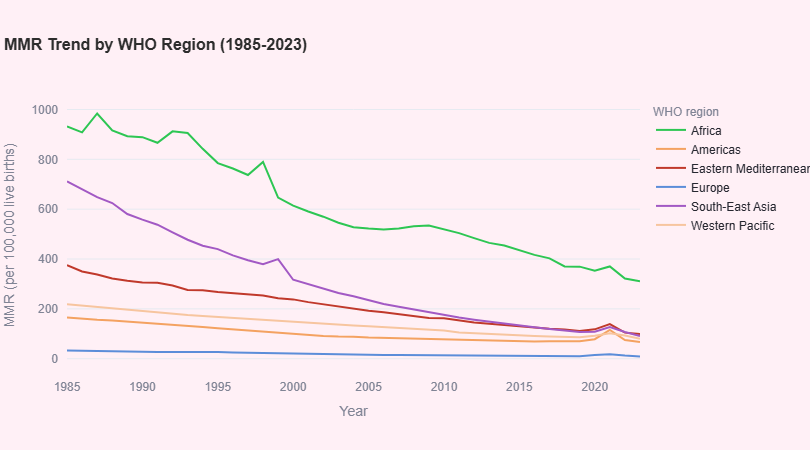 MMR Trend by WHO Region (1985-2023)
MMR (per 100,000 live births)
1000
800
600
400
200
0
1985
1990
1995
2000
2005
2010
2015
2020
Year
WHO region
Africa
Americas
Eastern Mediterranean
Europe
South-East Asia
Western Pacific